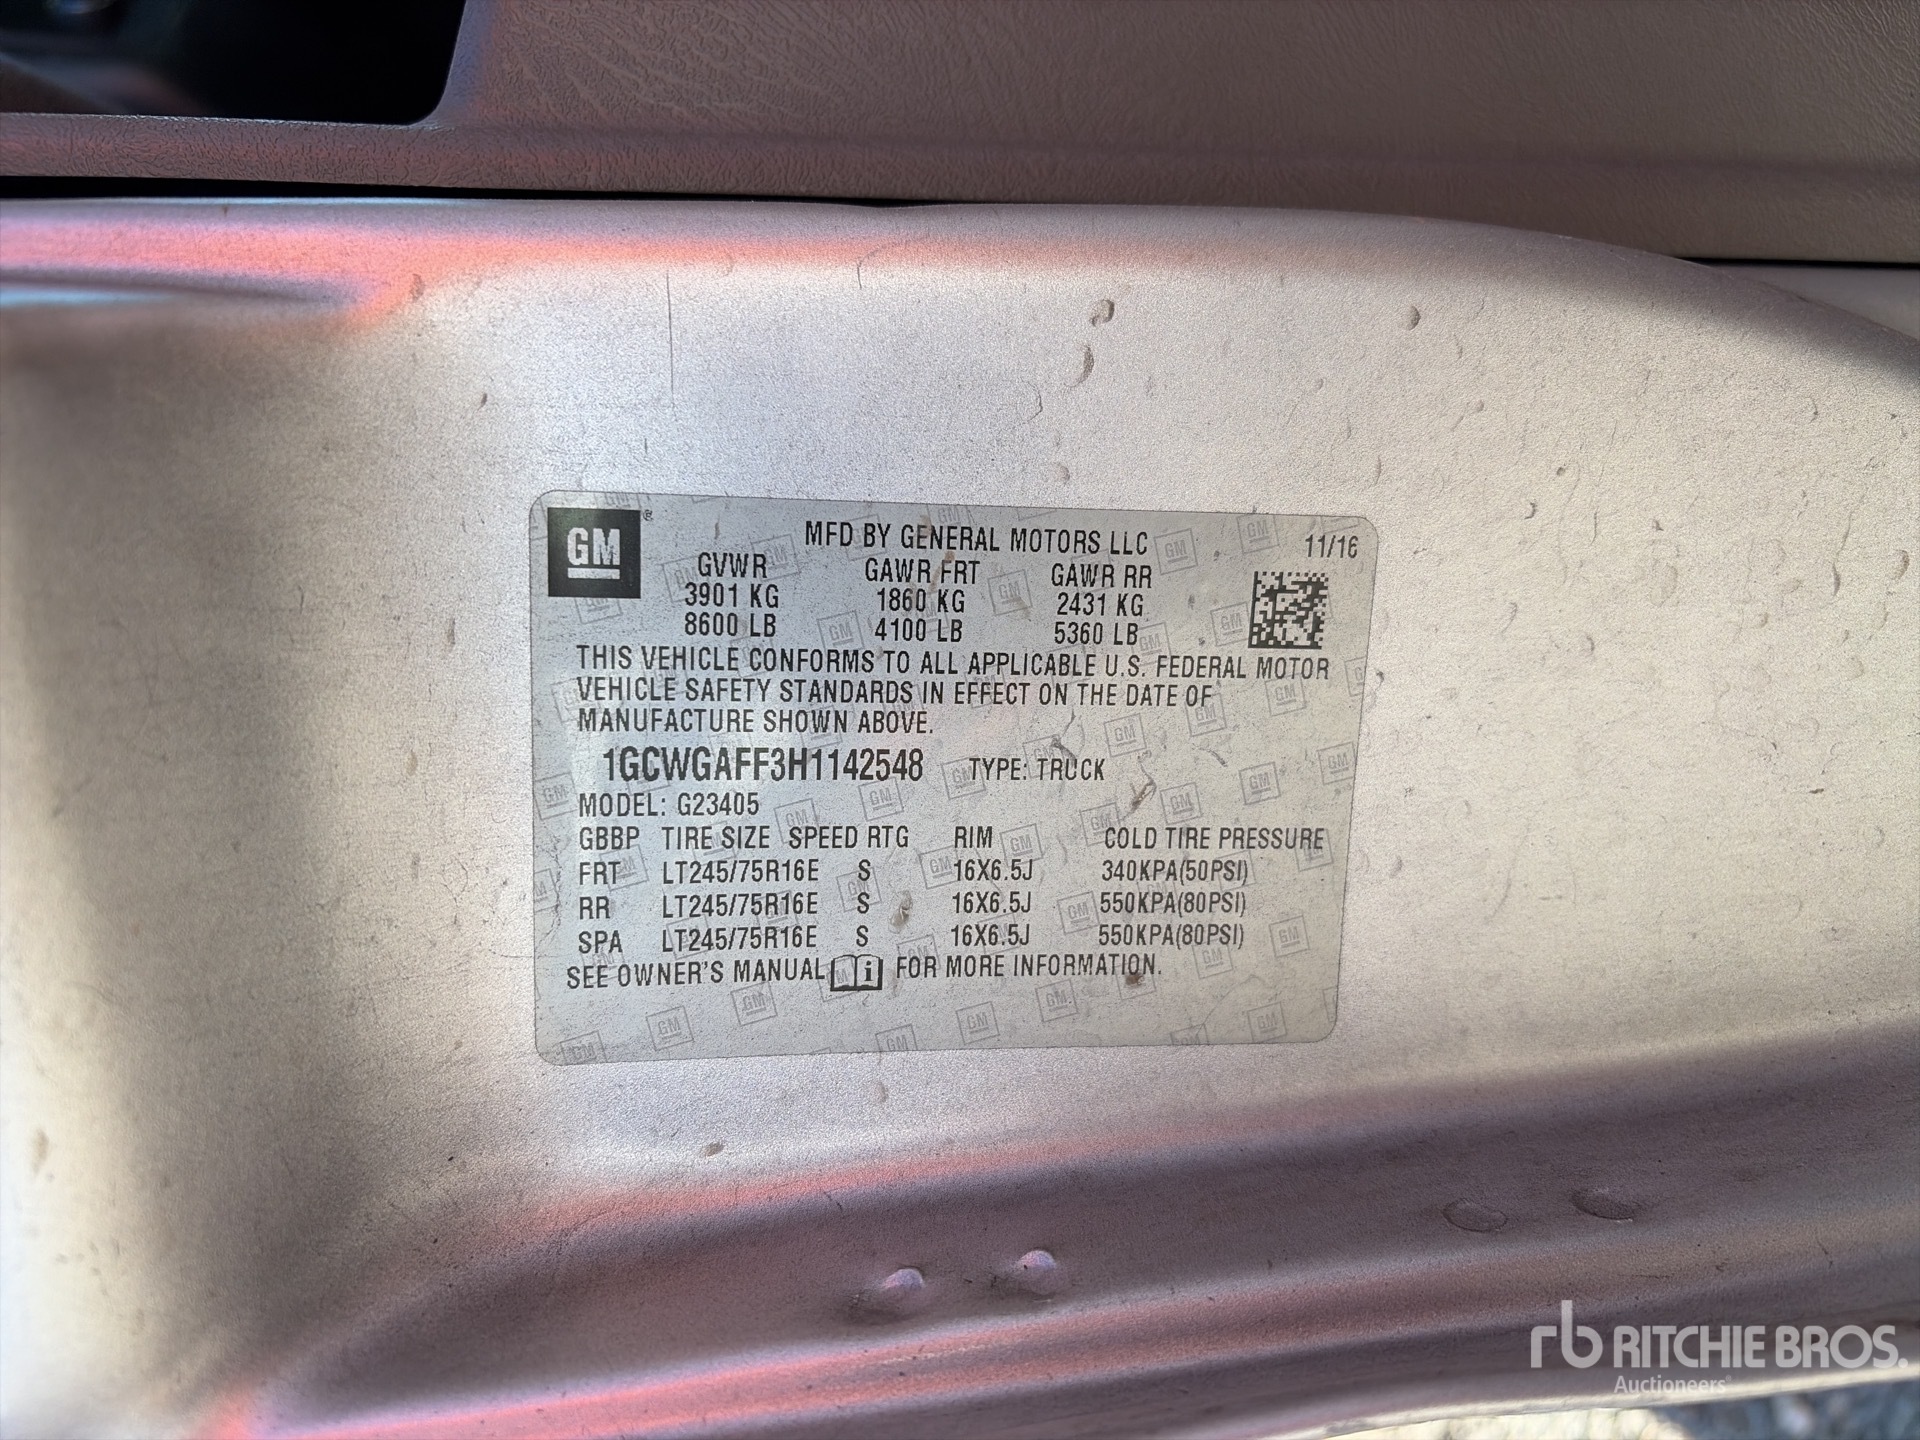 GM
MFD BY GENERAL MOTORS LLC 11/16
GVWR GAWR FRT GAWR RR
3901 KG 1860 KG 2431 KG
8600 LB 4100 LB 5360 LB
THIS VEHICLE CONFORMS TO ALL APPLICABLE U.S. FEDERAL MOTOR
VEHICLE SAFETY STANDARDS IN EFFECT ON THE DATE OF
MANUFACTURE SHOWN ABOVE.
1GCWGAFF3H1142548 TYPE: TRUCK
MODEL: G23405
GBBP TIRE SIZE SPEED RTG RIM COLD TIRE PRESSURE
FRT LT245/75R16E S 16X6.5J 340KPA(50PSI)
RR LT245/75R16E S 16X6.5J 550KPA(80PSI)
SPA LT245/75R16E S 16X6.5J 550KPA(80PSI)
SEE OWNER'S MANUAL i FOR MORE INFORMATION.
rb RITCHIE BROS.
Auctioneers